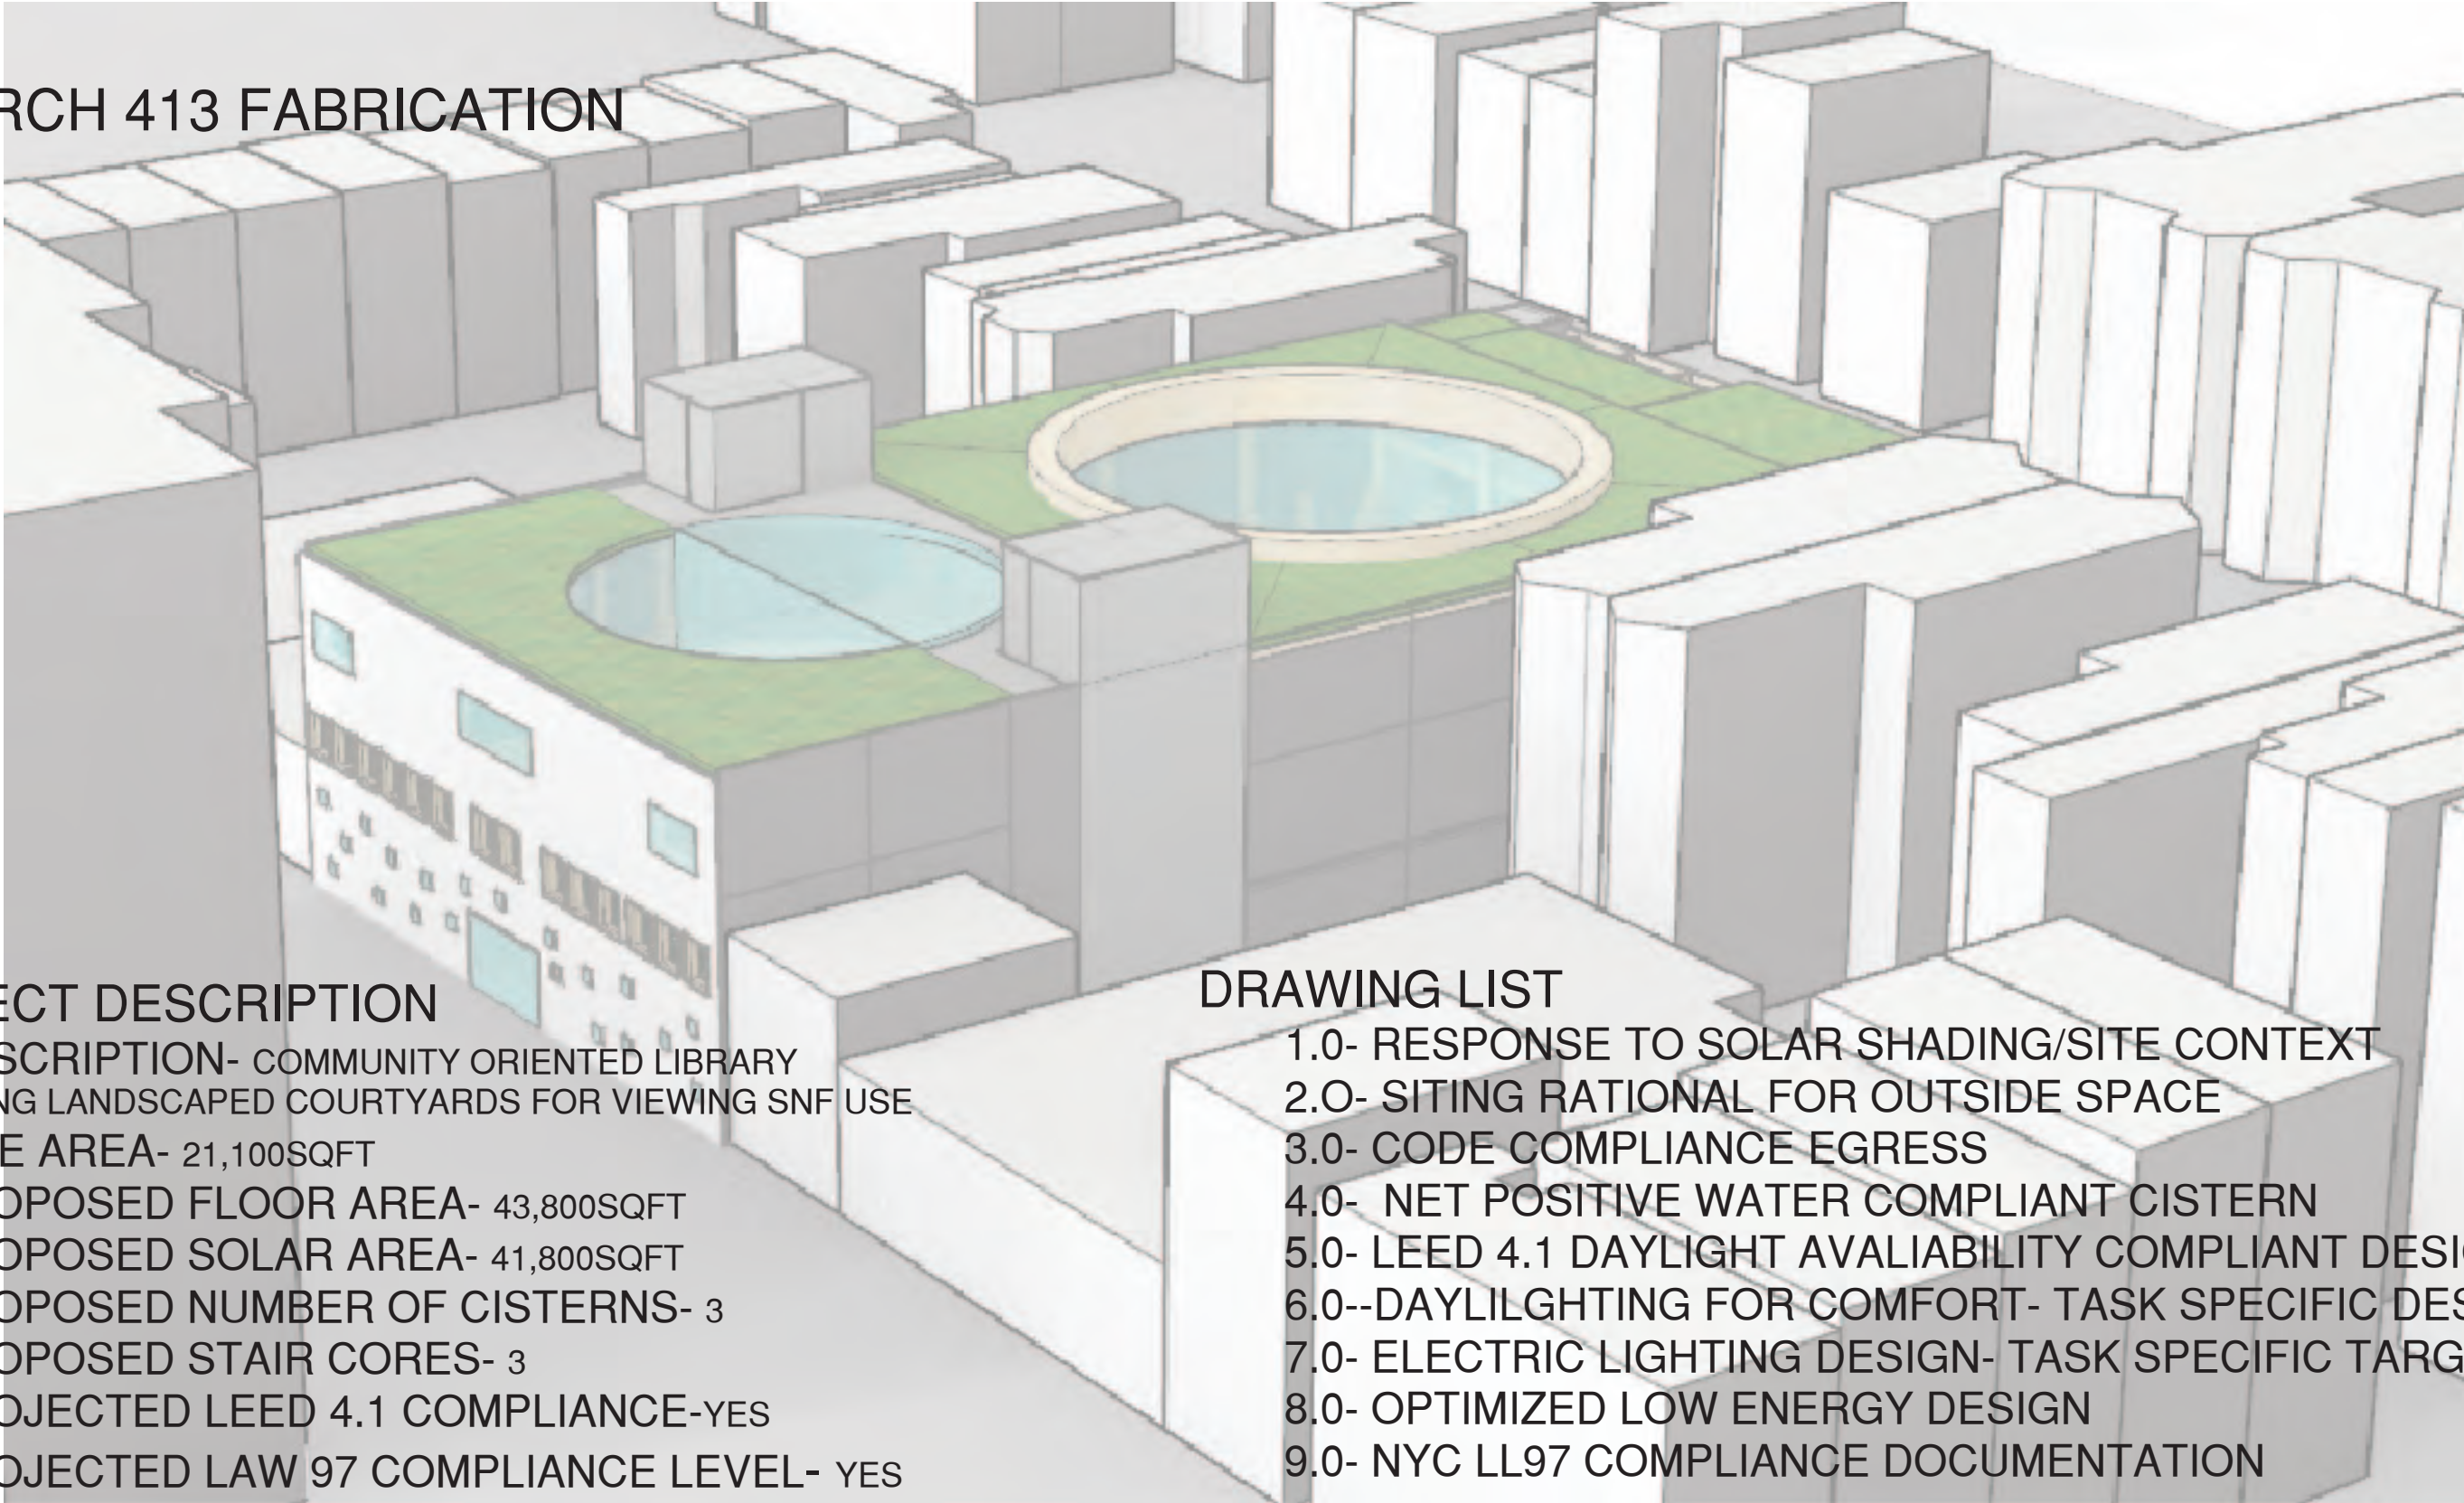 RCH 413 FABRICATION
ECT DESCRIPTION
SCRIPTION- COMMUNITY ORIENTED LIBRARY
NG LANDSCAPED COURTYARDS FOR VIEWING SNF USE
E AREA- 21,100SQFT
OPOSED FLOOR AREA- 43,800SQFT
OPOSED SOLAR AREA- 41,800SQFT
OPOSED NUMBER OF CISTERNS- 3
OPOSED STAIR CORES- 3
OJECTED LEED 4.1 COMPLIANCE-YES
OJECTED LAW 97 COMPLIANCE LEVEL- YES
DRAWING LIST
1.0- RESPONSE TO SOLAR SHADING/SITE CONTEXT
2.O- SITING RATIONAL FOR OUTSIDE SPACE
3.0- CODE COMPLIANCE EGRESS
4.0- NET POSITIVE WATER COMPLIANT CISTERN
5.0- LEED 4.1 DAYLIGHT AVALIABILITY COMPLIANT DESI
6.0--DAYLILGHTING FOR COMFORT- TASK SPECIFIC DES
7.0- ELECTRIC LIGHTING DESIGN- TASK SPECIFIC TARG
8.0- OPTIMIZED LOW ENERGY DESIGN
9.0- NYC LL97 COMPLIANCE DOCUMENTATION